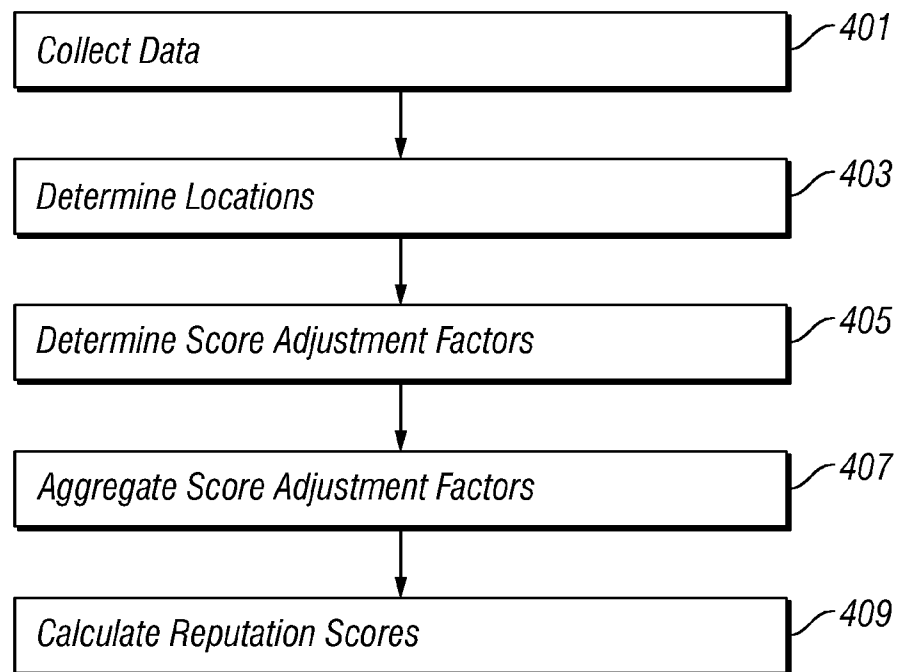 Collect Data
401
Determine Locations
403
Determine Score Adjustment Factors
405
Aggregate Score Adjustment Factors
407
Calculate Reputation Scores
409